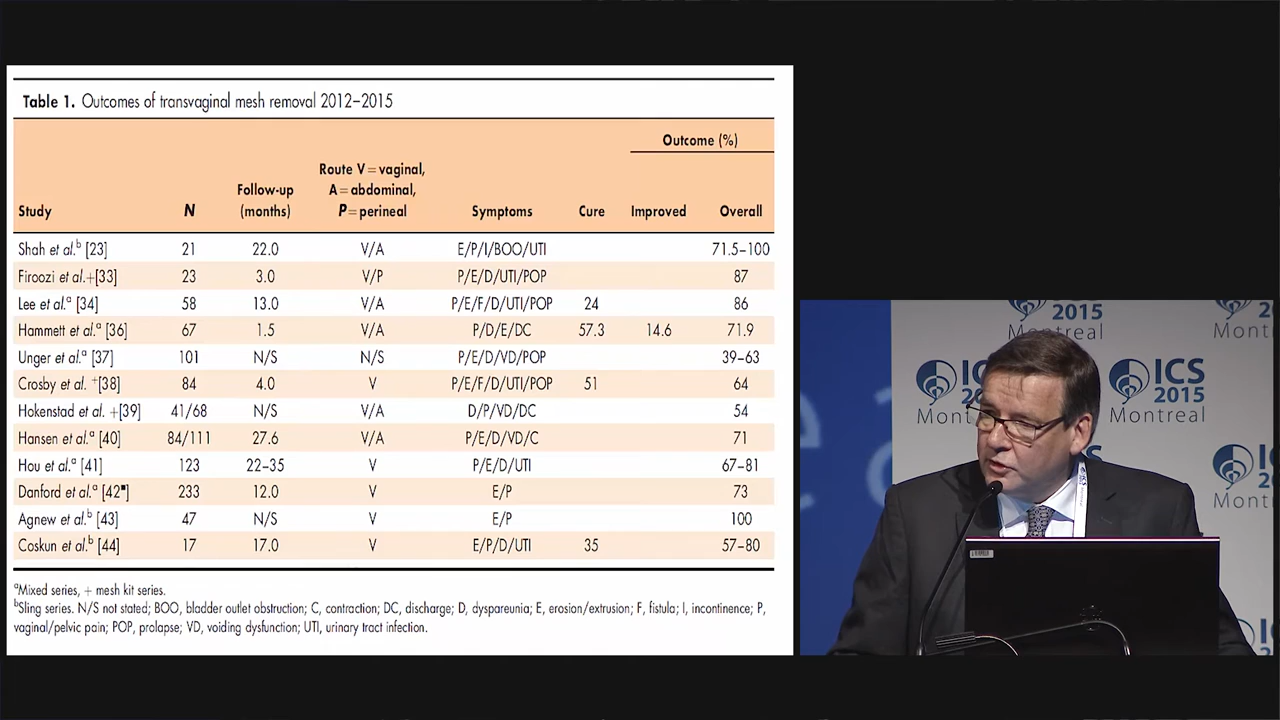 Table 1. Outcomes of transvaginal mesh removal 2012–2015
Outcome (%)
Study N Follow-up (months) Route V = vaginal, A = abdominal, P = perineal Symptoms Cure Improved Overall
Shah et al.b [23] 21 22.0 V/A E/P/I/BOO/UTI 71.5–100
Firoozi et al.+[33] 23 3.0 V/P P/E/D/UTI/POP 87
Lee et al.a [34] 58 13.0 V/A P/E/F/D/UTI/POP 24 86
Hammett et al.a [36] 67 1.5 V/A P/D/E/DC 57.3 14.6 71.9
Unger et al.a [37] 101 N/S N/S P/E/D/VD/POP 39–63
Crosby et al. +[38] 84 4.0 V P/E/F/D/UTI/POP 51 64
Hokenstad et al. +[39] 41/68 N/S V/A D/P/VD/DC 54
Hansen et al.a [40] 84/111 27.6 V/A P/E/D/VD/C 71
Hou et al.a [41] 123 22–35 V P/E/D/UTI 67–81
Danford et al.a [42▪] 233 12.0 V E/P 73
Agnew et al.b [43] 47 N/S V E/P 100
Coskun et al.b [44] 17 17.0 V E/P/D/UTI 35 57–80
aMixed series, + mesh kit series.
bSling series. N/S not stated; BOO, bladder outlet obstruction; C, contraction; DC, discharge; D, dyspareunia; E, erosion/extrusion; F, fistula; I, incontinence; P,
vaginal/pelvic pain; POP, prolapse; VD, voiding dysfunction; UTI, urinary tract infection.
2015
Montreal
Montreal
ICS
2015
Montreal